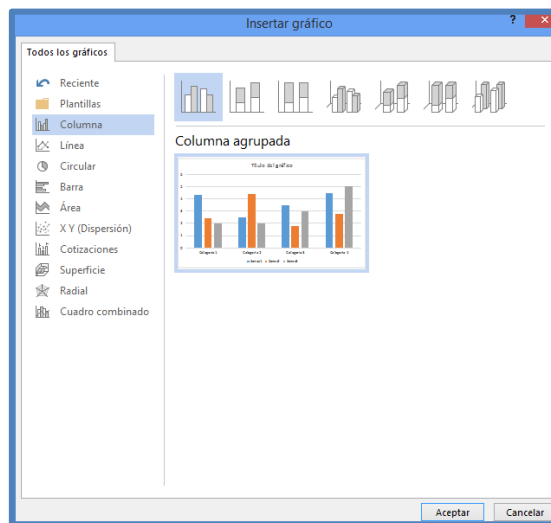 Insertar gráfico
?
Todos los gráficos
Reciente
Plantillas
Columna
Línea
Circular
Barra
Área
X Y (Dispersión)
Cotizaciones
Superficie
Radial
Cuadro combinado
Columna agrupada
Título del gráfico
Aceptar
Cancelar